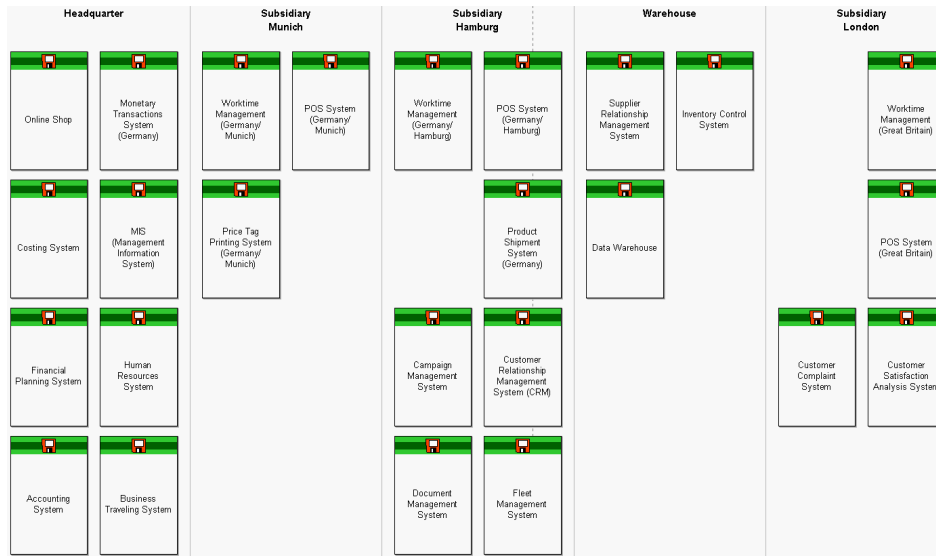 Headquarter
Subsidiary
Munich
Subsidiary
Hamburg
Warehouse
Subsidiary
London
Online Shop
Monetary
Transactions
System
(Germany)
Worktime
Management
(Germany/
Munich)
POS System
(Germany/
Munich)
Worktime
Management
(Germany/
Hamburg)
POS System
(Germany/
Hamburg)
Supplier
Relationship
Management
System
Inventory Control
System
Worktime
Management
(Great Britain)
Costing System
MIS
(Management
Information
System)
Price Tag
Printing System
(Germany/
Munich)
Product
Shipment
System
(Germany)
Data Warehouse
POS System
(Great Britain)
Financial
Planning System
Human
Resources
System
Campaign
Management
System
Customer
Relationship
Management
System (CRM)
Customer
Complaint
System
Customer
Satisfaction
Analysis System
Accounting
System
Business
Traveling System
Document
Management
System
Fleet
Management
System